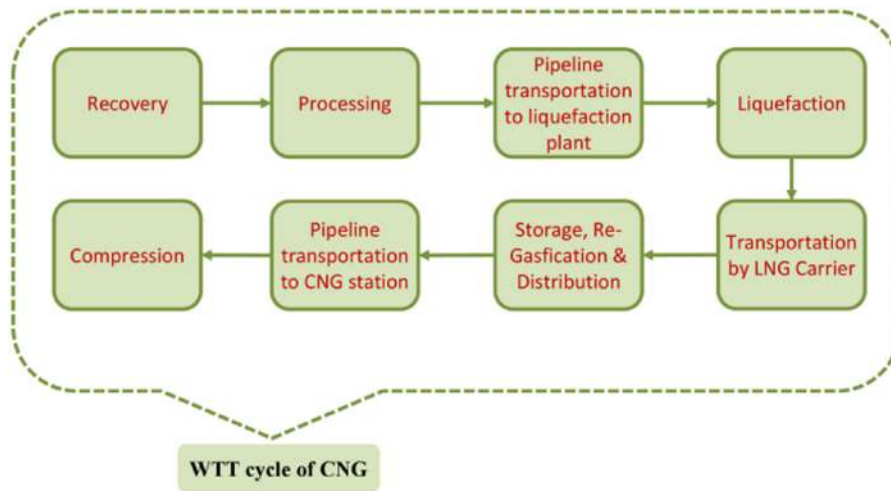 Recovery
Processing
Pipeline
transportation
to liquefaction
plant
Liquefaction
Transportation
by LNG Carrier
Storage, Re-
Gasfication &
Distribution
Pipeline
transportation
to CNG station
Compression
WTT cycle of CNG